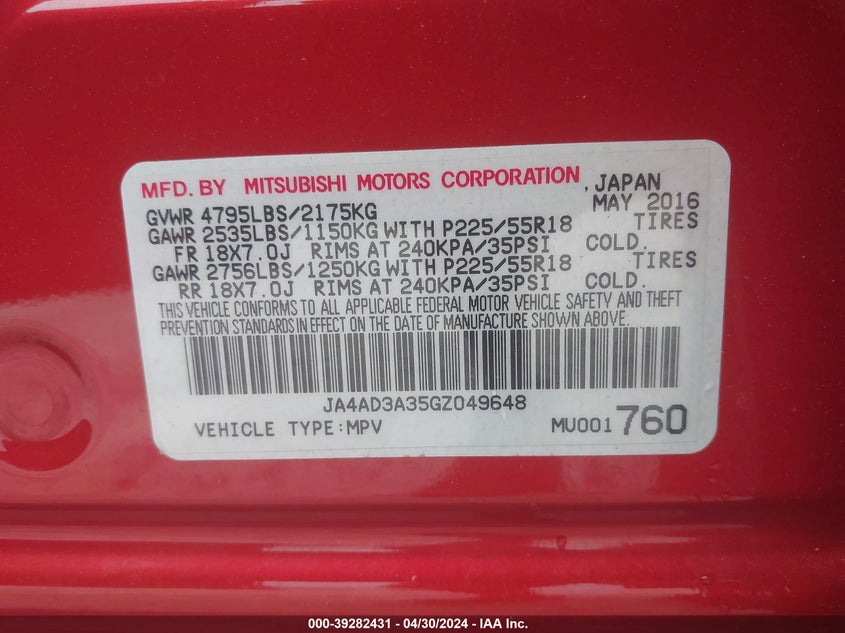 MFD. BY MITSUBISHI MOTORS CORPORATION, JAPAN
GVWR 4795LBS/2175KG MAY 2016
GAWR 2535LBS/1150KG WITH P225/55R18 TIRES
FR 18X7.0J RIMS AT 240KPA/35PSI COLD.
GAWR 2756LBS/1250KG WITH P225/55R18 TIRES
RR 18X7.0J RIMS AT 240KPA/35PSI COLD.
THIS VEHICLE CONFORMS TO ALL APPLICABLE FEDERAL MOTOR VEHICLE SAFETY AND THEFT
PREVENTION STANDARDS IN EFFECT ON THE DATE OF MANUFACTURE SHOWN ABOVE.
JA4AD3A35GZ049648
VEHICLE TYPE:MPV MU001 760
000-39282431 - 04/30/2024 - IAA Inc.